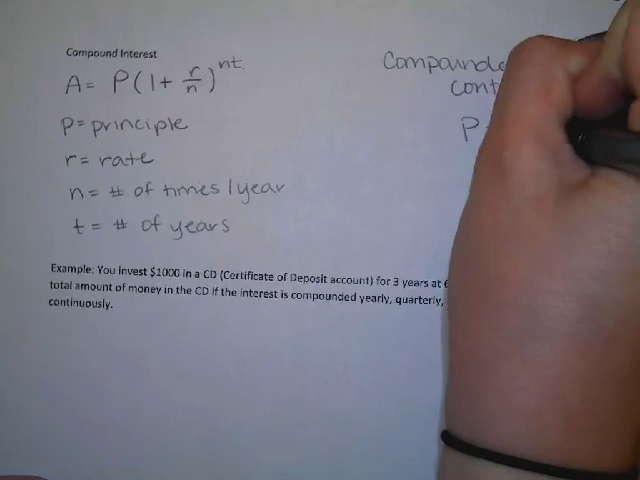 Compound Interest
A = P(1 + r/n)^nt
P = principle
r = rate
n = # of times / year
t = # of years
Compounde
cont
P
Example: You invest $1000 in a CD (Certificate of Deposit account) for 3 years at
total amount of money in the CD if the interest is compounded yearly, quarterly,
continuously.